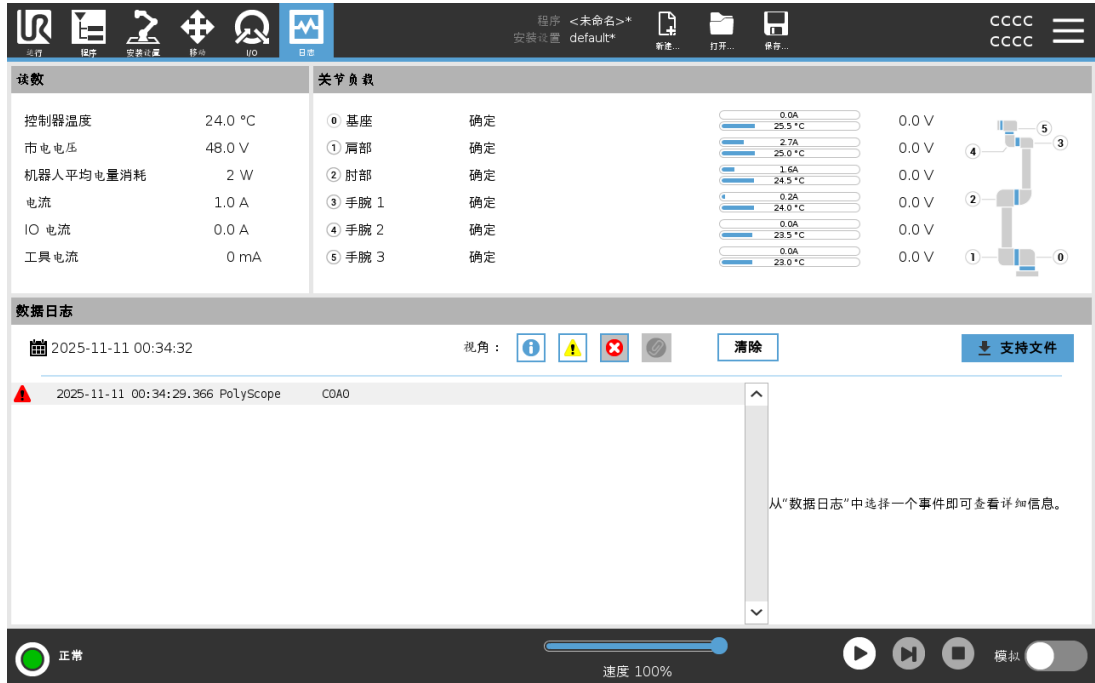 UR
运行 程序 安装设置 移动 I/O 日志
程序 <未命名>*
安装设置 default*
新建... 打开... 保存...
CCCC
CCCC
读数
控制器温度 24.0 °C
市电电压 48.0 V
机器人平均电量消耗 2 W
电流 1.0 A
IO 电流 0.0 A
工具电流 0 mA
关节负载
0 基座 确定 0.0A 25.5 °C 0.0 V
1 肩部 确定 2.7A 25.0 °C 0.0 V
2 肘部 确定 1.6A 24.5 °C 0.0 V
3 手腕 1 确定 0.2A 24.0 °C 0.0 V
4 手腕 2 确定 0.0A 23.5 °C 0.0 V
5 手腕 3 确定 0.0A 23.0 °C 0.0 V
5
3
4
2
1 0
数据日志
2025-11-11 00:34:32 视角： 清除 支持文件
2025-11-11 00:34:29.366 PolyScope C0A0
从“数据日志”中选择一个事件即可查看详细信息。
正常
速度 100%
模拟